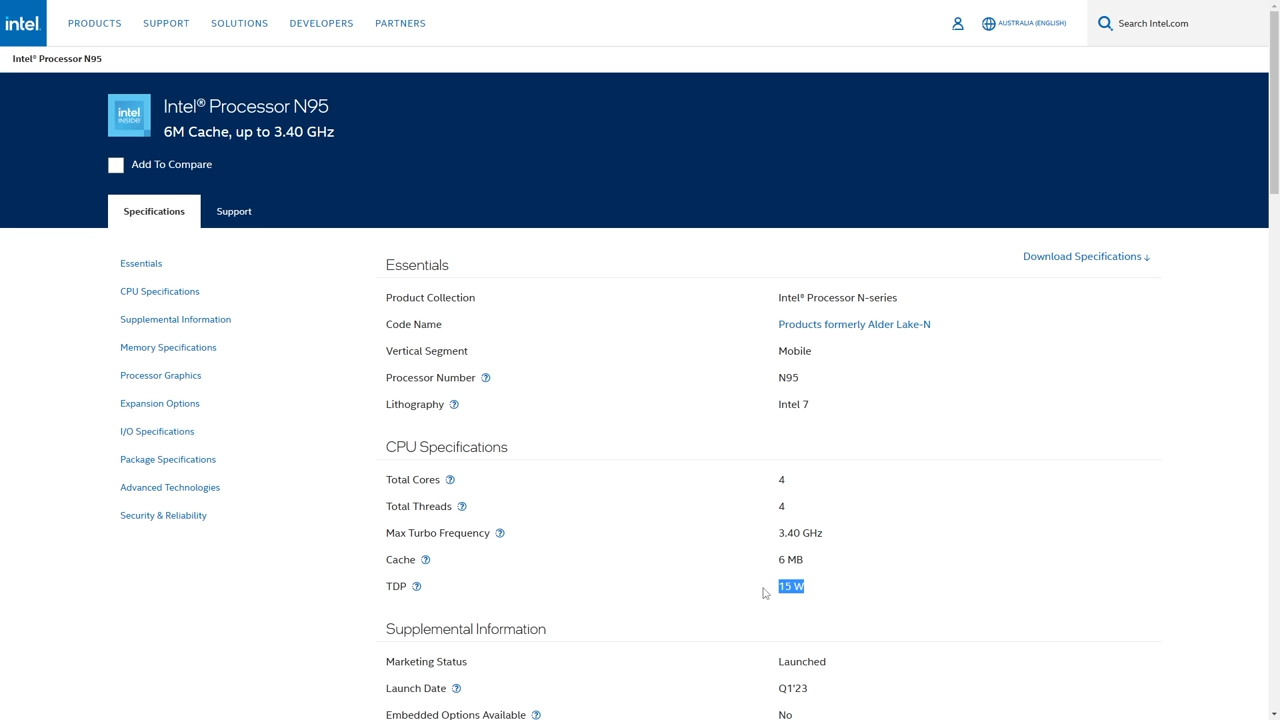 intel
PRODUCTS SUPPORT SOLUTIONS DEVELOPERS PARTNERS AUSTRALIA (ENGLISH) Search Intel.com
Intel® Processor N95
intel INSIDE
Intel® Processor N95
6M Cache, up to 3.40 GHz
Add To Compare
Specifications Support
Download Specifications ↓
Essentials
CPU Specifications
Supplemental Information
Memory Specifications
Processor Graphics
Expansion Options
I/O Specifications
Package Specifications
Advanced Technologies
Security & Reliability
Essentials
Product Collection Intel® Processor N-series
Code Name Products formerly Alder Lake-N
Vertical Segment Mobile
Processor Number ? N95
Lithography ? Intel 7
CPU Specifications
Total Cores ? 4
Total Threads ? 4
Max Turbo Frequency ? 3.40 GHz
Cache ? 6 MB
TDP ? 15 W
Supplemental Information
Marketing Status Launched
Launch Date ? Q1'23
Embedded Options Available ? No